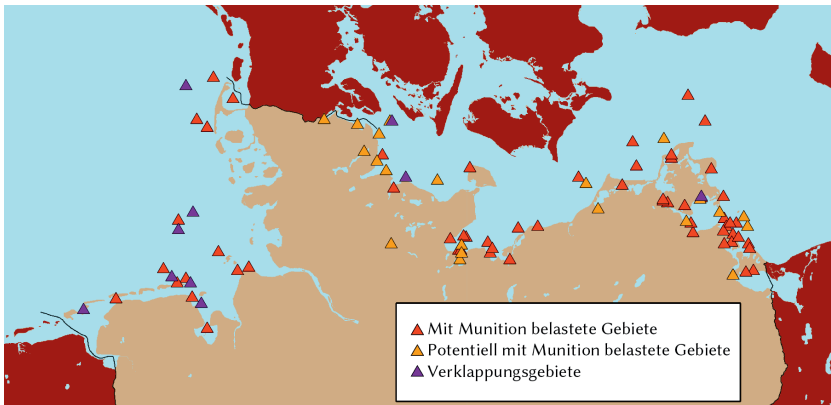 Mit Munition belastete Gebiete
Potentiell mit Munition belastete Gebiete
Verklappungsgebiete